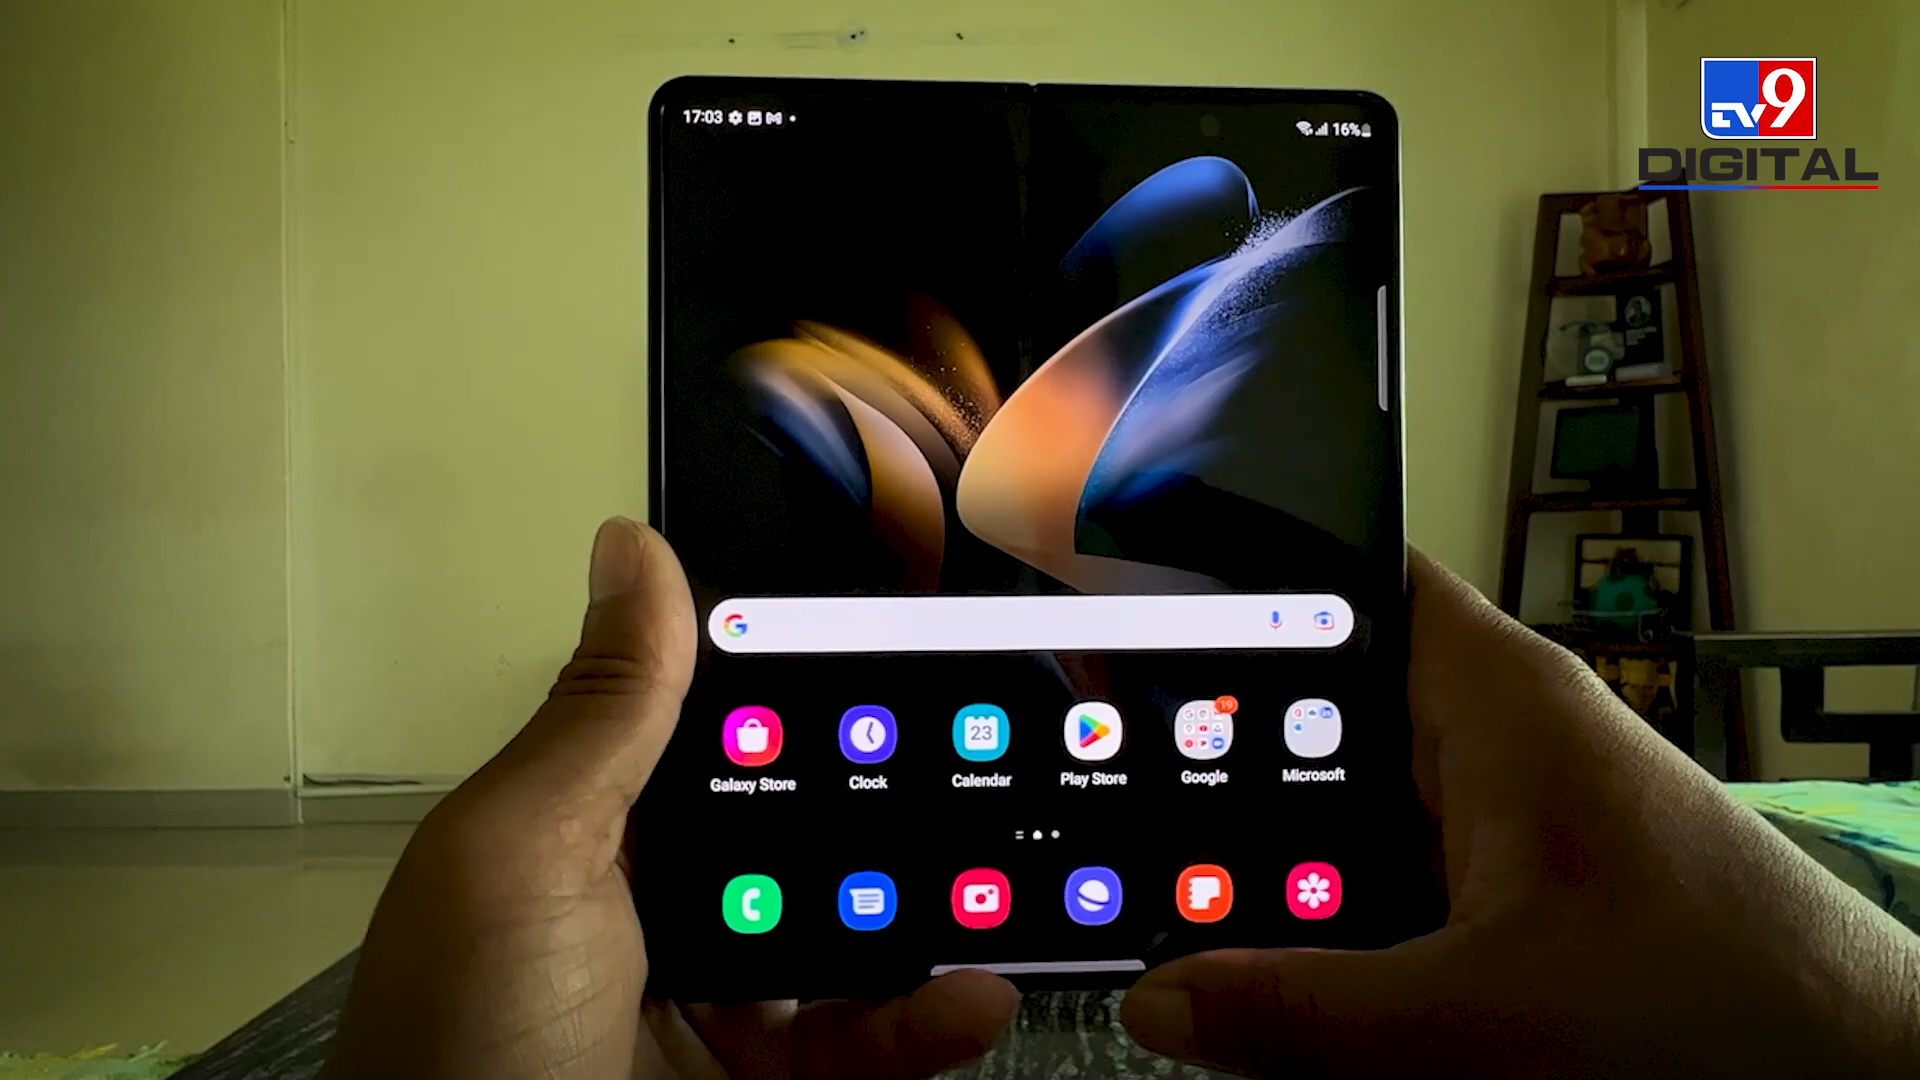 TV9
DIGITAL
17:03
16%
Galaxy Store
Clock
23
Calendar
Play Store
19
Google
Microsoft